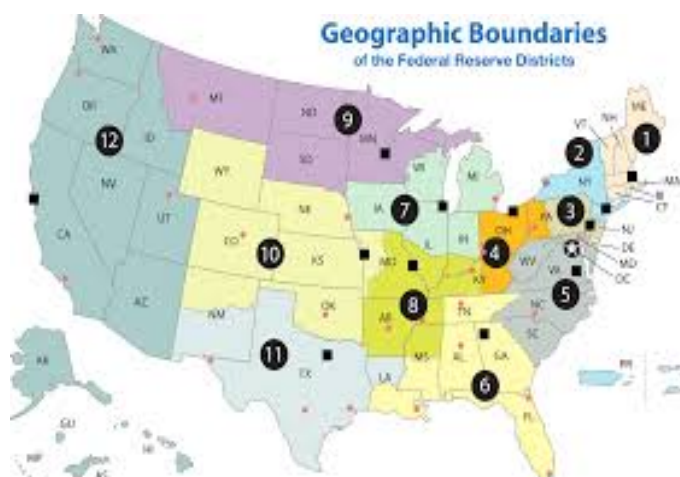 Geographic Boundaries
of the Federal Reserve Districts
WA
MT
ND
MN
9
OR
ID
12
SD
WI
MI
VT
NH
ME
1
2
NY
MA
RI
CT
WY
NV
UT
CA
NE
IA
7
IL
IN
OH
PA
3
NJ
DE
MD
DC
CO
10
KS
MO
4
KY
WV
VA
5
AZ
NM
OK
AR
8
TN
NC
SC
11
TX
LA
MS
AL
GA
6
FL
AK
GU
HI
PR